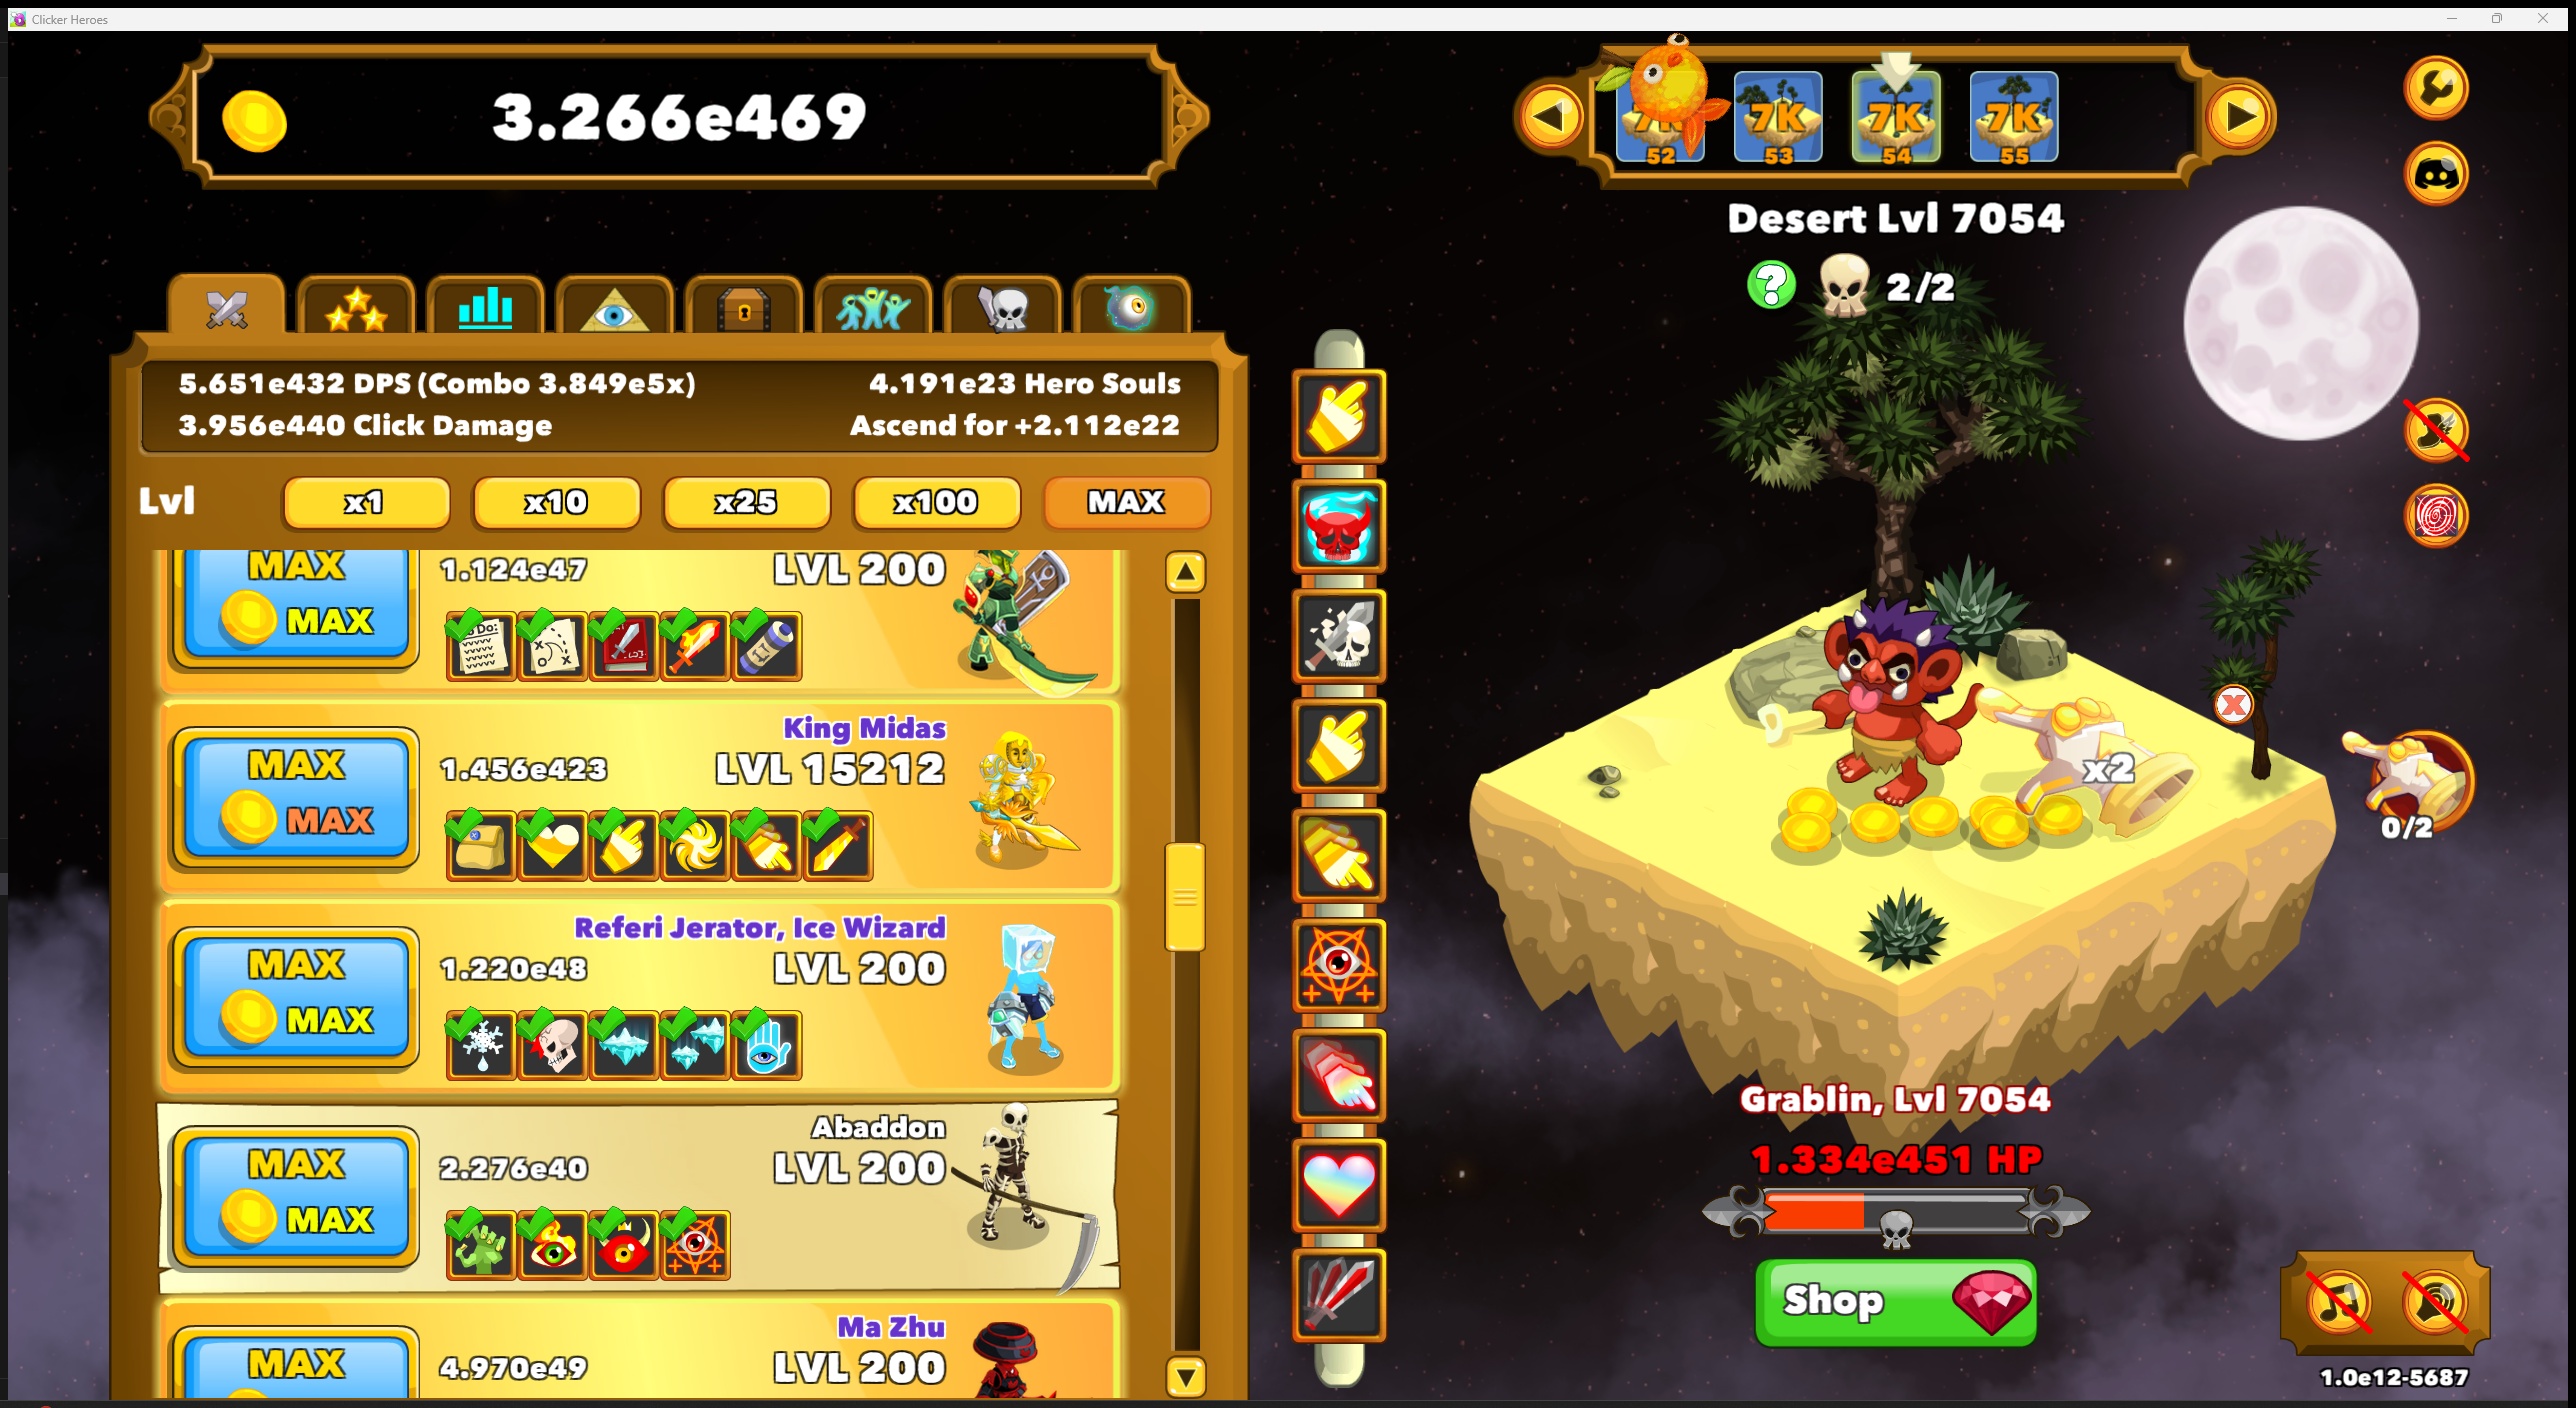 Clicker Heroes
3.266e469
7K 7K 7K 7K
52 53 54 55
Desert Lvl 7054
2/2
5.651e432 DPS (Combo 3.849e5x)
4.191e23 Hero Souls
3.956e440 Click Damage
Ascend for +2.112e22
Lvl
x1
x10
x25
x100
MAX
MAX
MAX
1.124e47
LVL 200
King Midas
MAX
MAX
1.456e423
LVL 15212
Referi Jerator, Ice Wizard
MAX
MAX
1.220e48
LVL 200
Abaddon
MAX
MAX
2.276e40
LVL 200
Ma Zhu
MAX
4.970e49
LVL 200
x2
0/2
Grablin, Lvl 7054
1.334e451 HP
Shop
1.0e12-5687